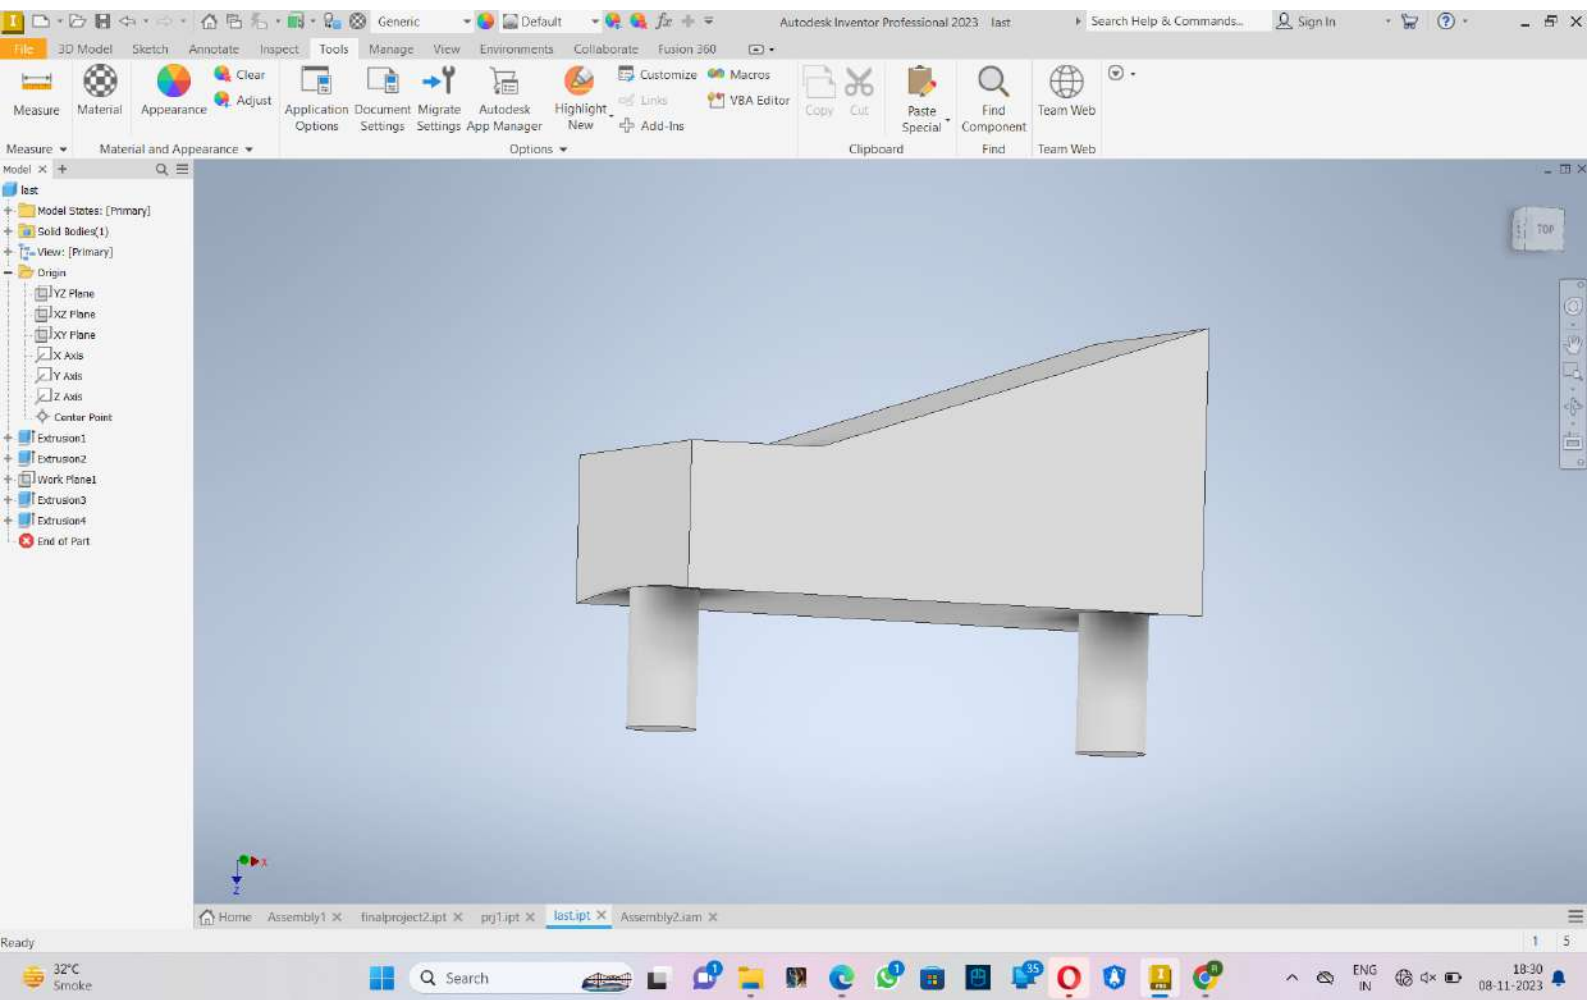 Generic
Default
fx
Autodesk Inventor Professional 2023 last
Search Help & Commands...
Sign In
File 3D Model Sketch Annotate Inspect Tools Manage View Environments Collaborate Fusion 360
Measure
Material
Appearance
Clear
Adjust
Application Options
Document Settings
Migrate Settings
Autodesk App Manager
Highlight New
Customize
Links
Add-Ins
Macros
VBA Editor
Copy
Cut
Paste Special
Find Component
Team Web
Measure Material and Appearance Options Clipboard Find Team Web
Model
last
Model States: [Primary]
Solid Bodies(1)
View: [Primary]
Origin
YZ Plane
XZ Plane
XY Plane
X Axis
Y Axis
Z Axis
Center Point
Extrusion1
Extrusion2
Work Plane1
Extrusion3
Extrusion4
End of Part
TOP
X
Z
Home Assembly1 finalproject2.ipt prj1.ipt last.ipt Assembly2.iam
Ready
1 5
32°C
Smoke
Search
1
1
35
ENG
IN
18:30
08-11-2023